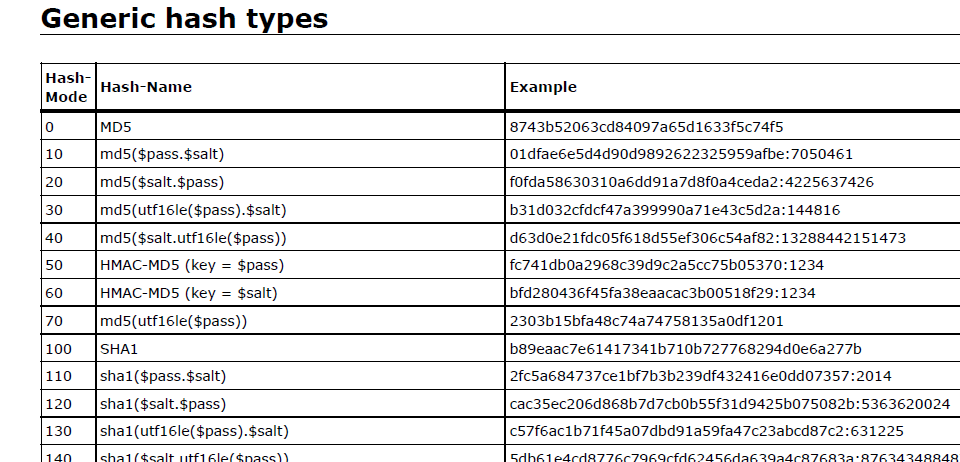 Generic hash types
Hash-Mode Hash-Name Example
0 MD5 8743b52063cd84097a65d1633f5c74f5
10 md5($pass.$salt) 01dfae6e5d4d90d9892622325959afbe:7050461
20 md5($salt.$pass) f0fda58630310a6dd91a7d8f0a4ceda2:4225637426
30 md5(utf16le($pass).$salt) b31d032cfdcf47a399990a71e43c5d2a:144816
40 md5($salt.utf16le($pass)) d63d0e21fdc05f618d55ef306c54af82:13288442151473
50 HMAC-MD5 (key = $pass) fc741db0a2968c39d9c2a5cc75b05370:1234
60 HMAC-MD5 (key = $salt) bfd280436f45fa38eaacac3b00518f29:1234
70 md5(utf16le($pass)) 2303b15bfa48c74a74758135a0df1201
100 SHA1 b89eaac7e61417341b710b727768294d0e6a277b
110 sha1($pass.$salt) 2fc5a684737ce1bf7b3b239df432416e0dd07357:2014
120 sha1($salt.$pass) cac35ec206d868b7d7cb0b55f31d9425b075082b:5363620024
130 sha1(utf16le($pass).$salt) c57f6ac1b71f45a07dbd91a59fa47c23abcd87c2:631225
140 sha1($salt.utf16le($pass)) 5db61e4cd8776c7969cfd62456da639a4c87683a:87634348848